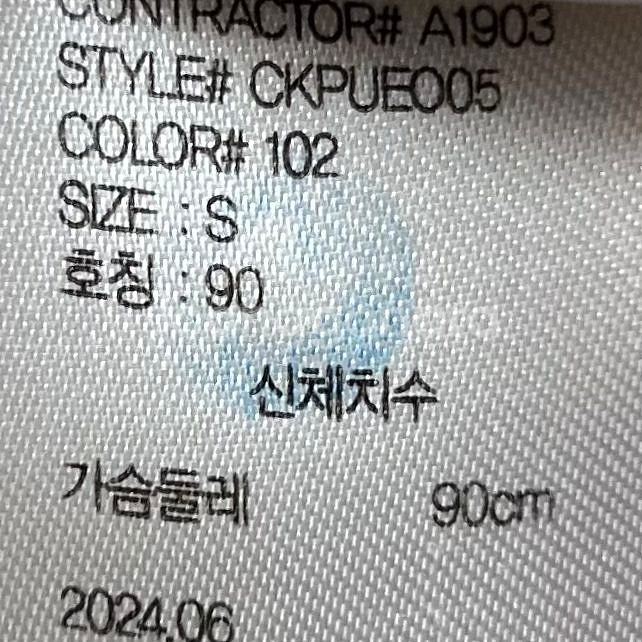 CONTRACTOR# A1903
STYLE# CKPUEO05
COLOR# 102
SIZE : S
호칭 : 90
신체치수
가슴둘레 90cm
2024.06